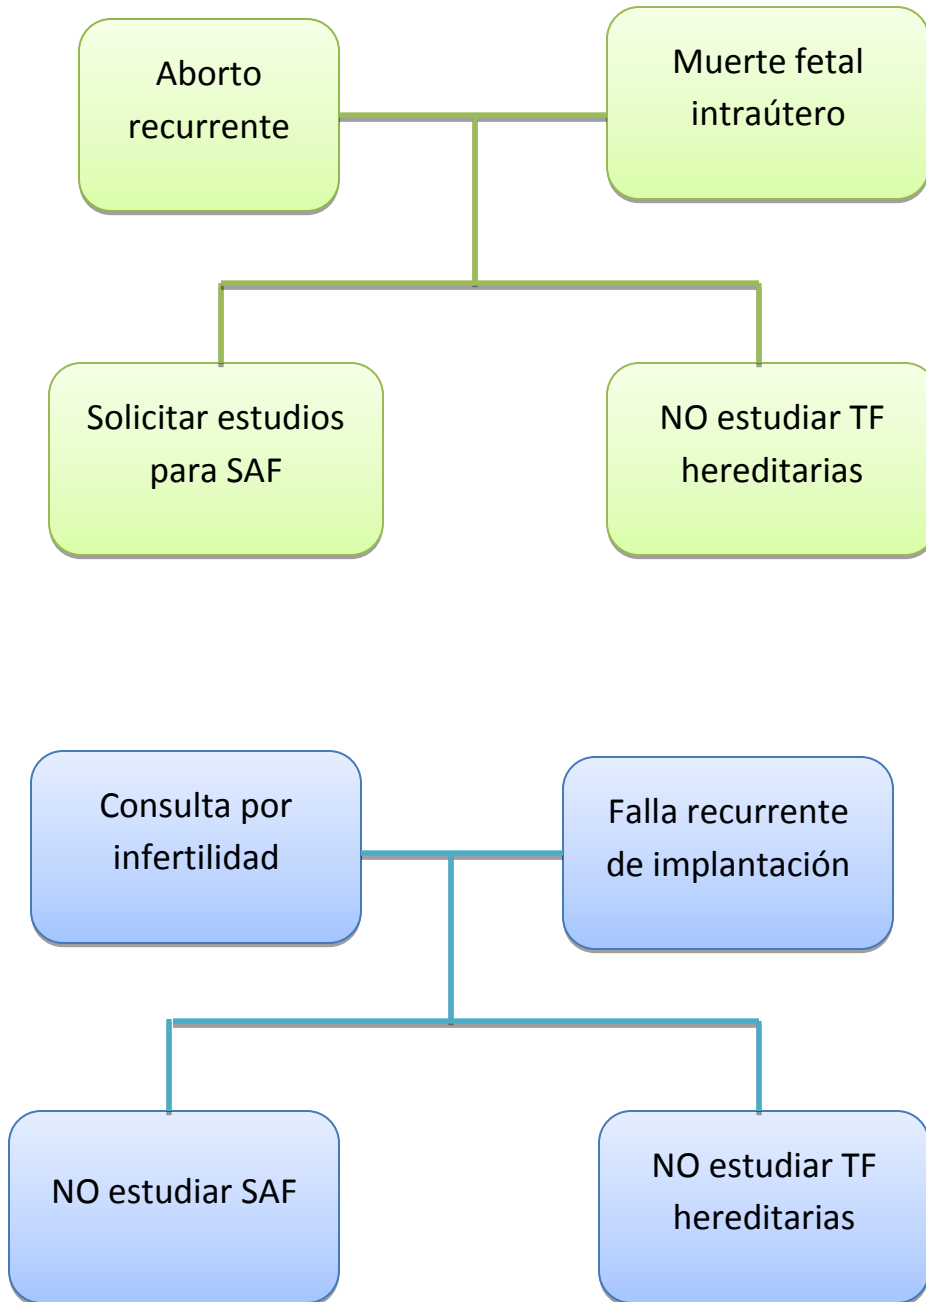 Aborto
recurrente
Muerte fetal
intraútero
Solicitar estudios
para SAF
NO estudiar TF
hereditarias
Consulta por
infertilidad
Falla recurrente
de implantación
NO estudiar SAF
NO estudiar TF
hereditarias